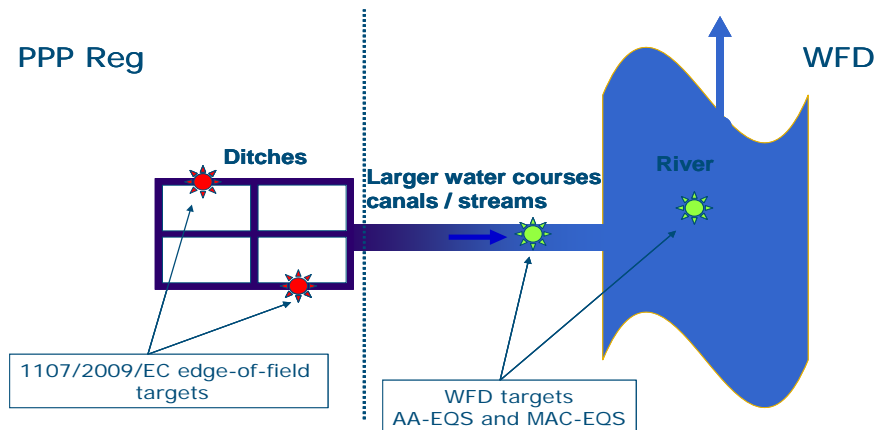 PPP Reg
WFD
Ditches
Larger water courses
canals / streams
River
1107/2009/EC edge-of-field
targets
WFD targets
AA-EQS and MAC-EQS